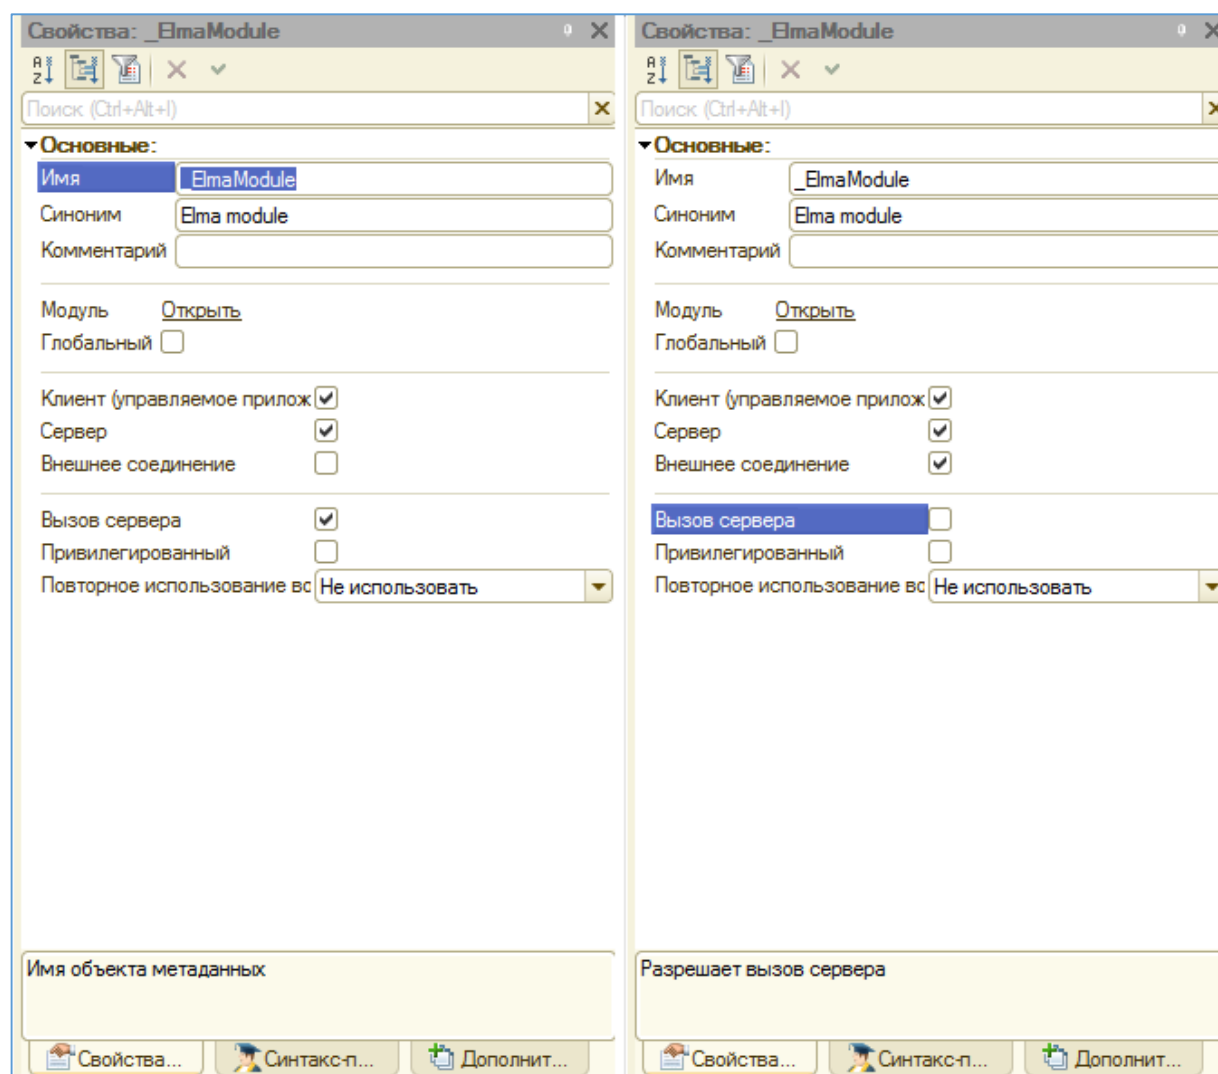 Свойства: _ElmaModule
Поиск (Ctrl+Alt+I)
Основные:
Имя _ElmaModule
Синоним Elma module
Комментарий
Модуль Открыть
Глобальный
Клиент (управляемое прилож
Сервер
Внешнее соединение
Вызов сервера
Привилегированный
Повторное использование вс Не использовать
Имя объекта метаданных
Свойства... Синтакс-п... Дополнит...
Свойства: _ElmaModule
Поиск (Ctrl+Alt+I)
Основные:
Имя _ElmaModule
Синоним Elma module
Комментарий
Модуль Открыть
Глобальный
Клиент (управляемое прилож
Сервер
Внешнее соединение
Вызов сервера
Привилегированный
Повторное использование вс Не использовать
Разрешает вызов сервера
Свойства... Синтакс-п... Дополнит...